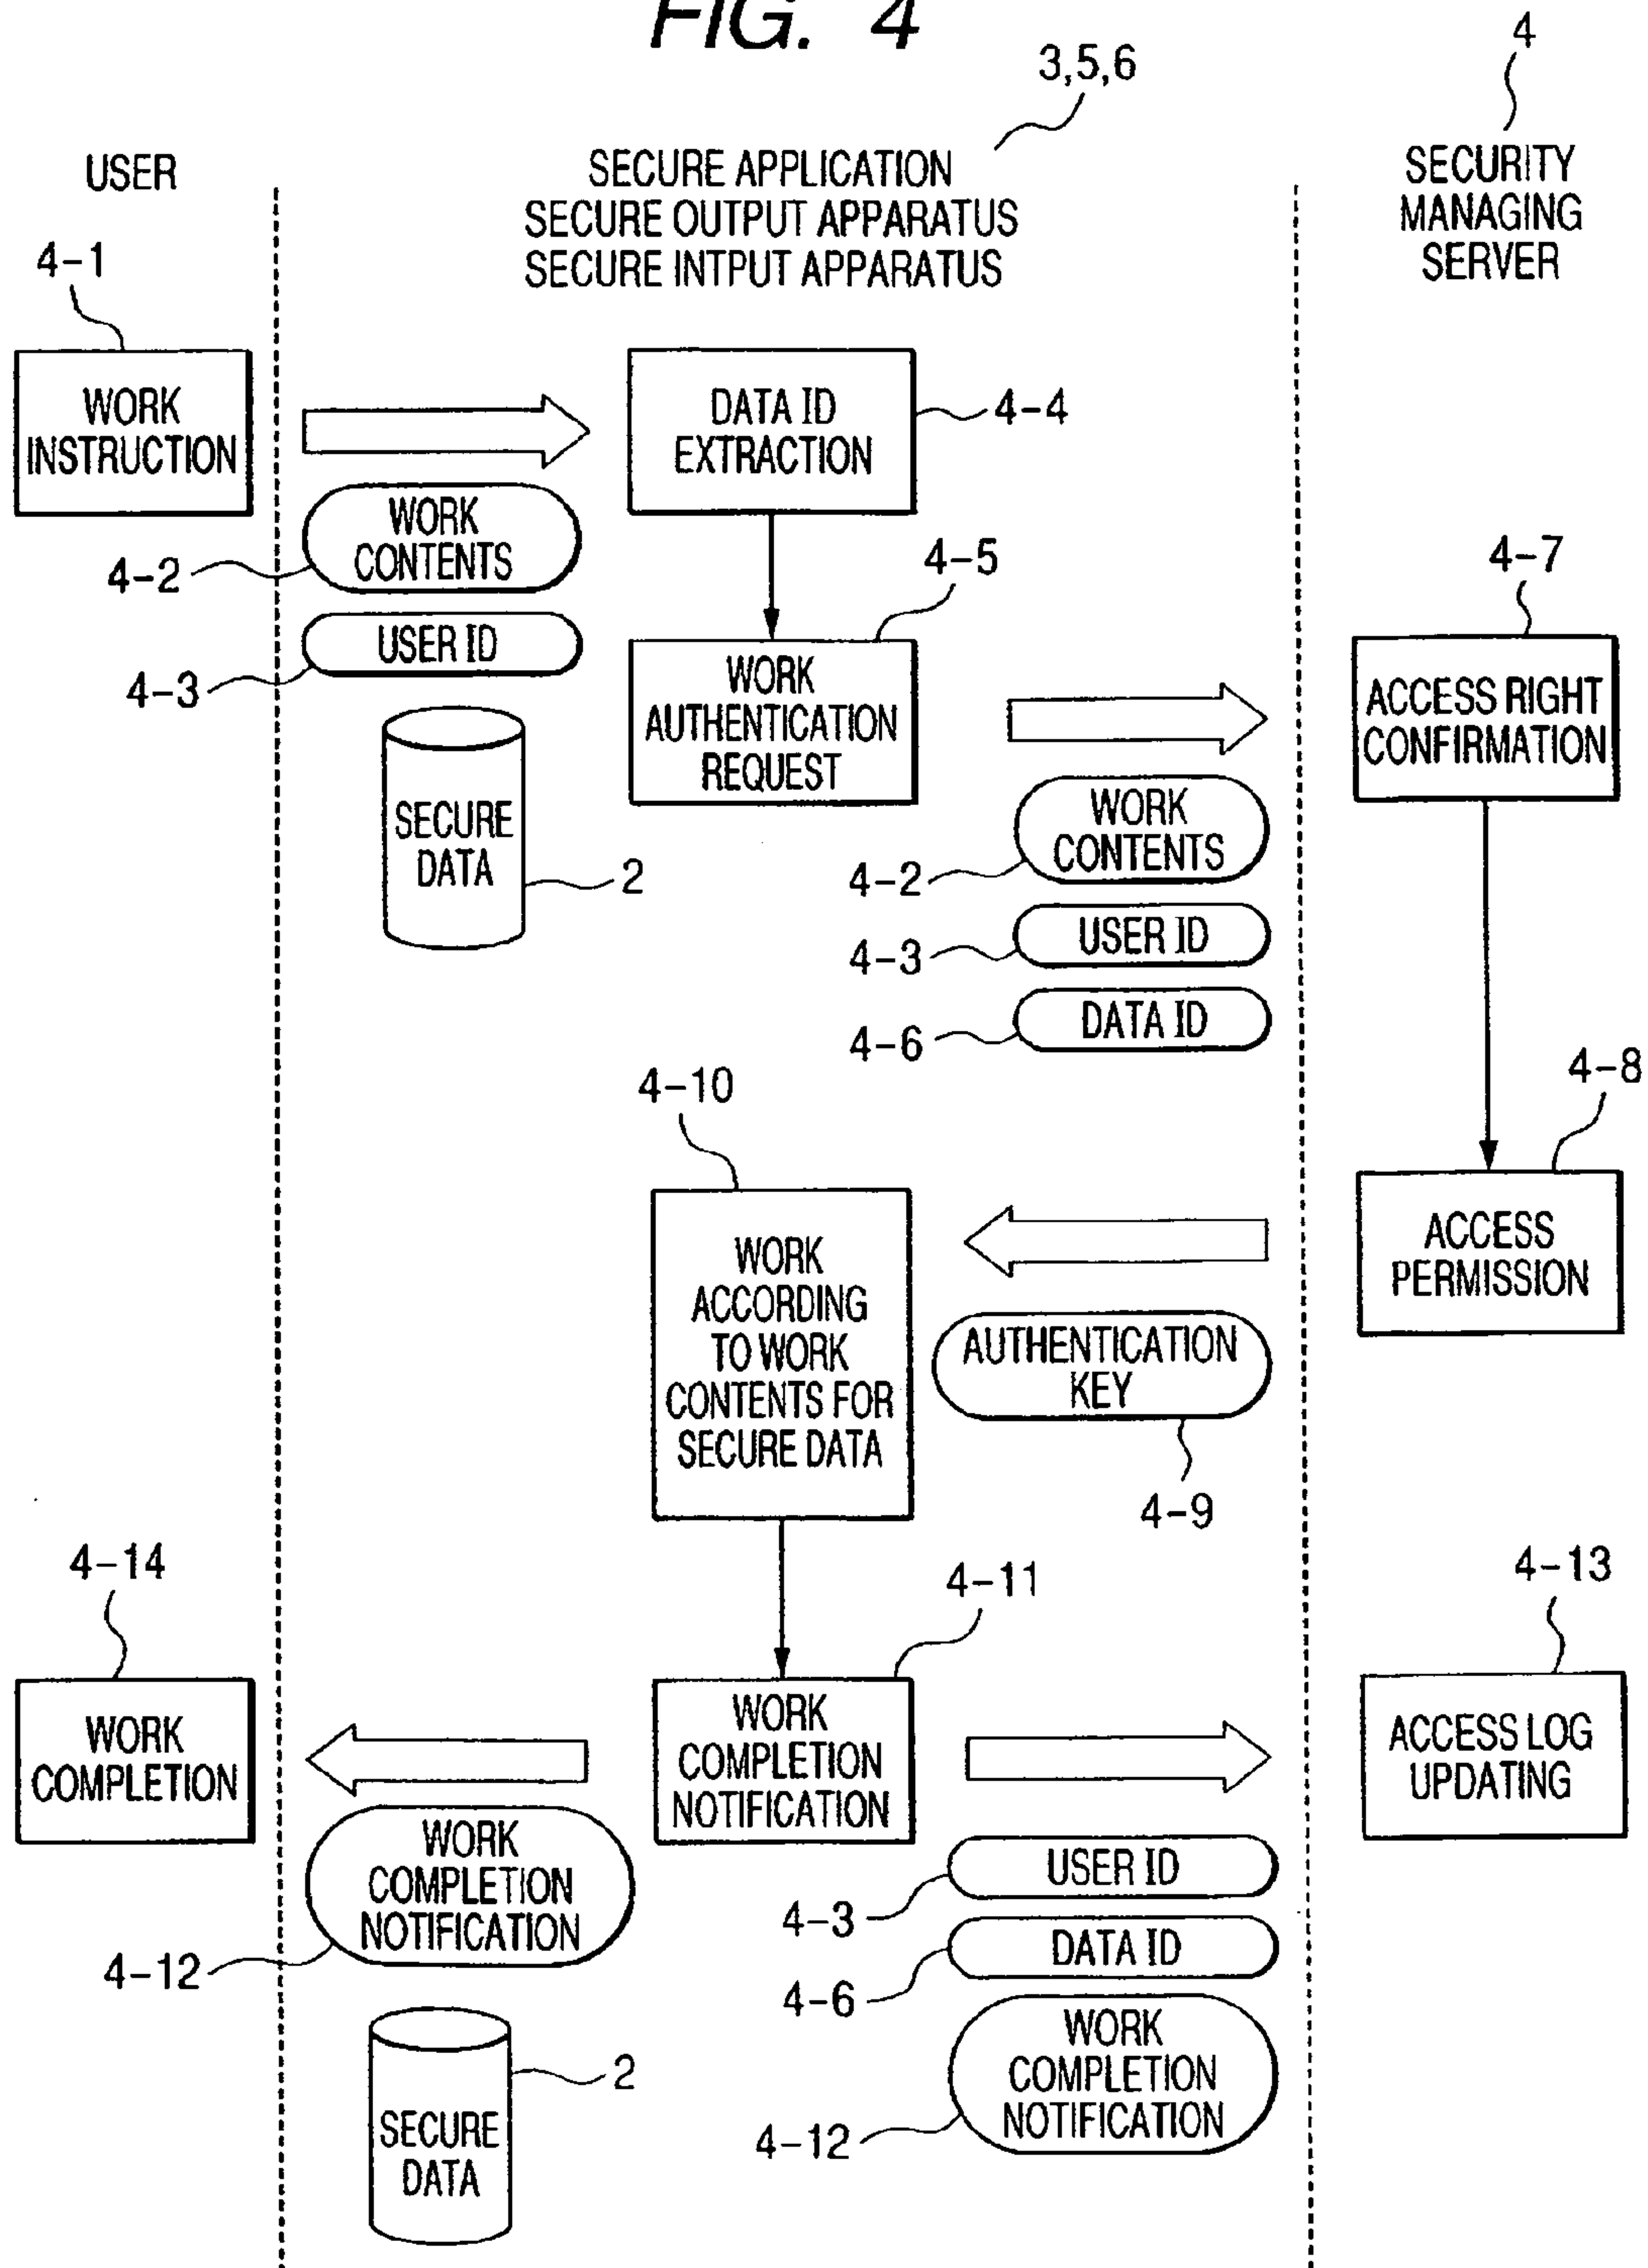 FIG. 4
3,5,6
4
USER
SECURE APPLICATION
SECURE OUTPUT APPARATUS
SECURE INTPUT APPARATUS
SECURITY
MANAGING
SERVER
4-1
WORK
INSTRUCTION
DATA ID
EXTRACTION
4-4
WORK
CONTENTS
4-2
USER ID
4-3
4-5
WORK
AUTHENTICATION
REQUEST
4-7
ACCESS RIGHT
CONFIRMATION
SECURE
DATA
2
WORK
CONTENTS
4-2
USER ID
4-3
DATA ID
4-6
4-8
ACCESS
PERMISSION
4-10
WORK
ACCORDING
TO WORK
CONTENTS FOR
SECURE DATA
AUTHENTICATION
KEY
4-9
4-14
WORK
COMPLETION
4-11
WORK
COMPLETION
NOTIFICATION
4-13
ACCESS LOG
UPDATING
WORK
COMPLETION
NOTIFICATION
4-12
USER ID
4-3
DATA ID
4-6
WORK
COMPLETION
NOTIFICATION
4-12
SECURE
DATA
2